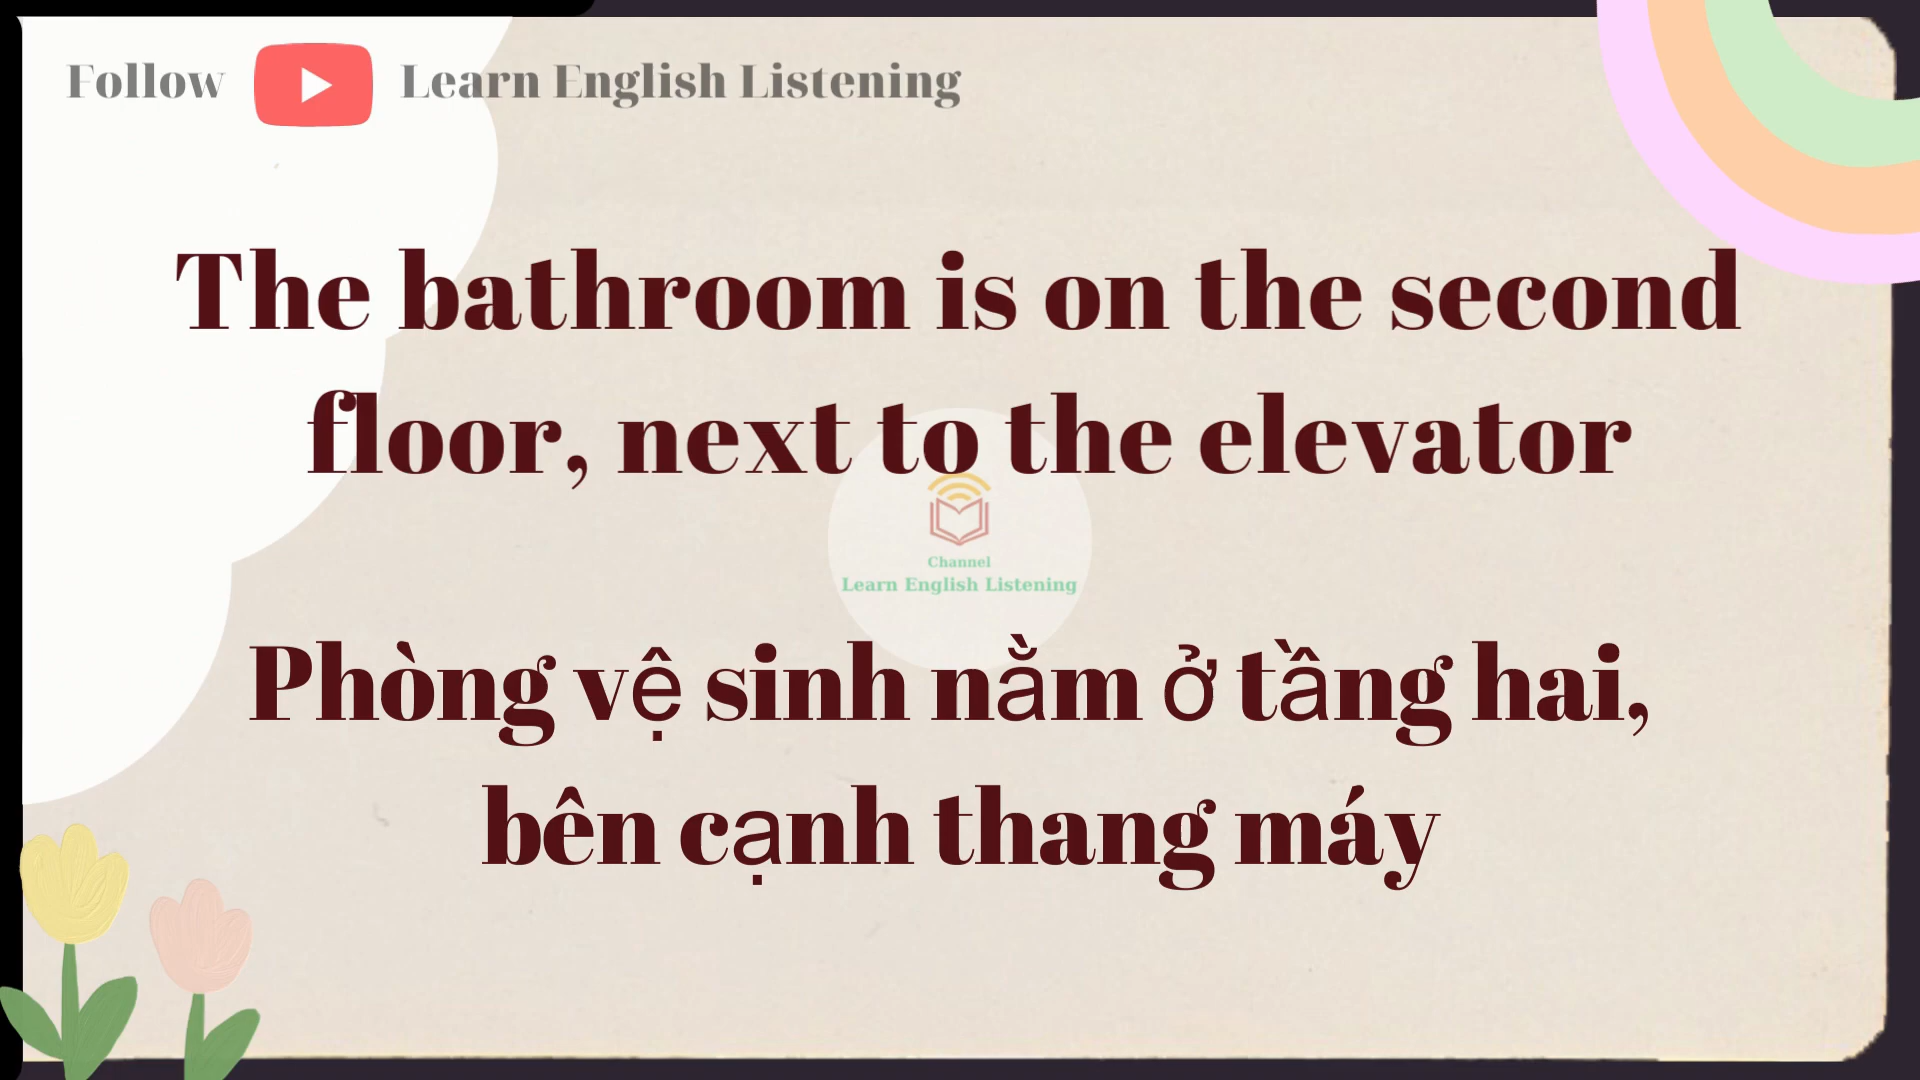 Follow Learn English Listening
The bathroom is on the second
floor, next to the elevator
Channel
Learn English Listening
Phòng vệ sinh nằm ở tầng hai,
bên cạnh thang máy